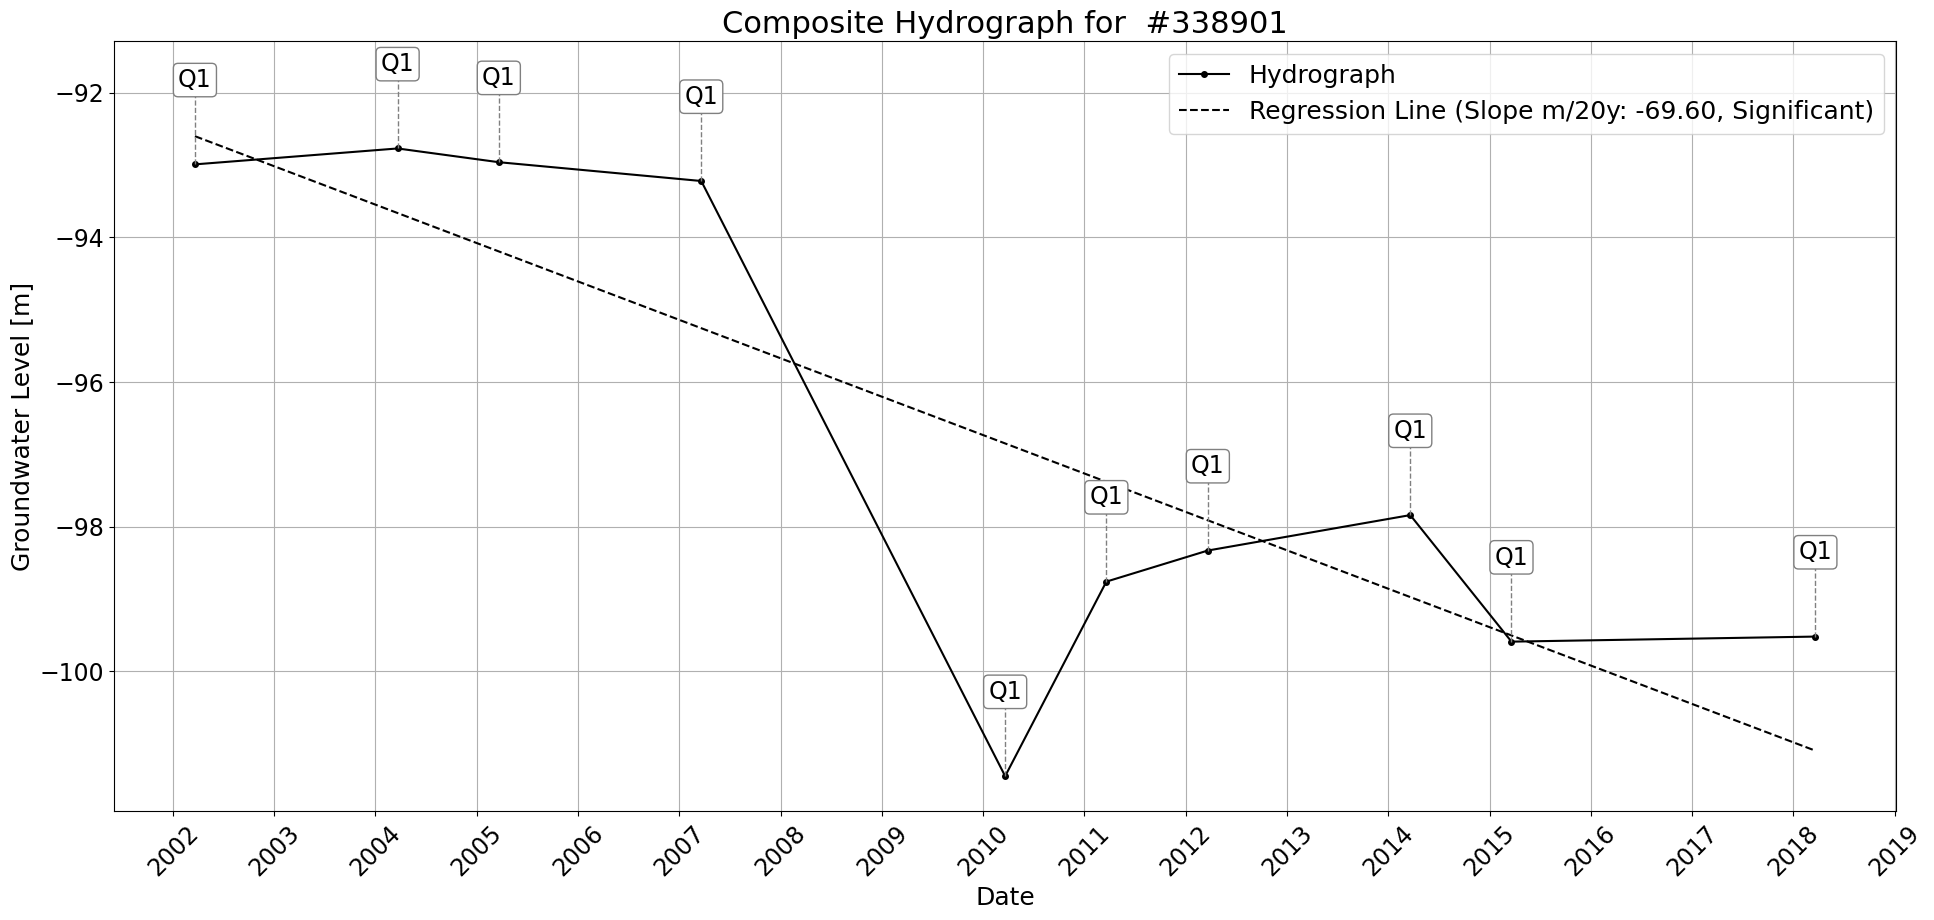 Composite Hydrograph for  #338901
Hydrograph
Regression Line (Slope m/20y: -69.60, Significant)
Q1
Q1
Q1
Q1
Q1
Q1
Q1
Q1
Q1
Q1
−92
−94
−96
−98
−100
Groundwater Level [m]
2002 2003 2004 2005 2006 2007 2008 2009 2010 2011 2012 2013 2014 2015 2016 2017 2018 2019
Date